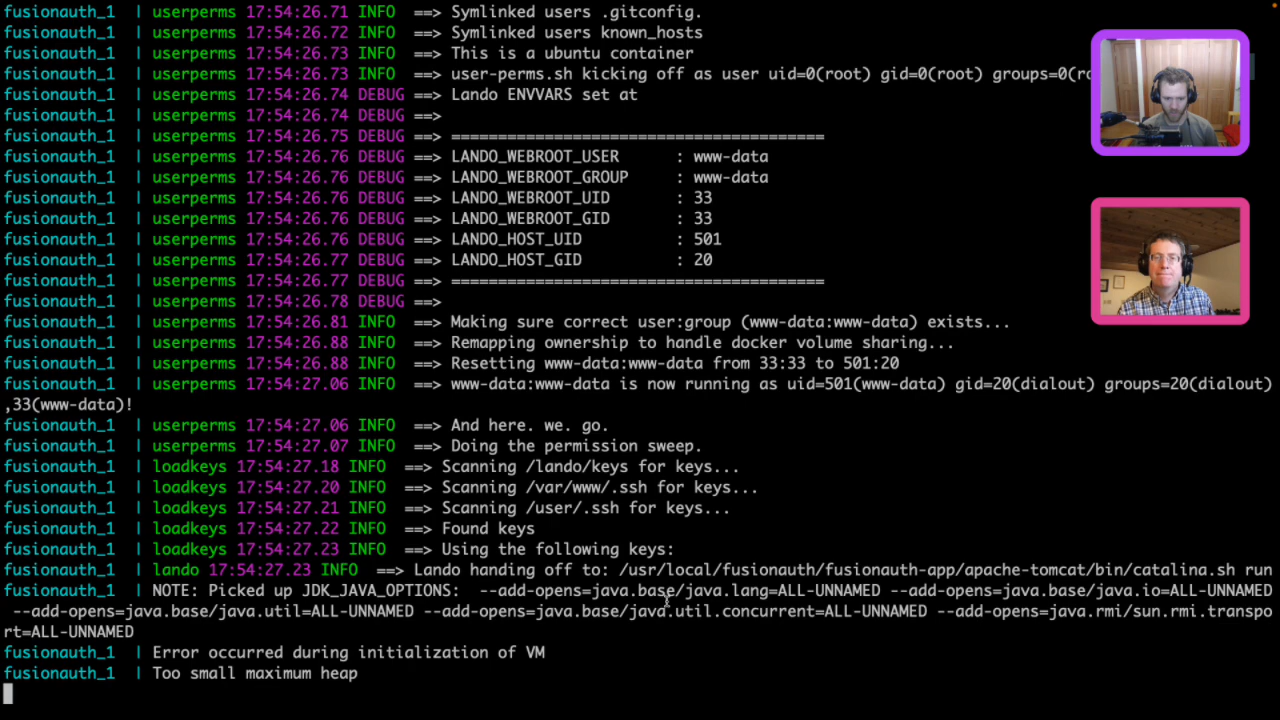 fusionauth_1 | userperms 17:54:26.71 INFO ==> Symlinked users .gitconfig.
fusionauth_1 | userperms 17:54:26.72 INFO ==> Symlinked users known_hosts
fusionauth_1 | userperms 17:54:26.73 INFO ==> This is a ubuntu container
fusionauth_1 | userperms 17:54:26.73 INFO ==> user-perms.sh kicking off as user uid=0(root) gid=0(root) groups=0(ro
fusionauth_1 | userperms 17:54:26.74 DEBUG ==> Lando ENVVARS set at
fusionauth_1 | userperms 17:54:26.74 DEBUG ==>
fusionauth_1 | userperms 17:54:26.75 DEBUG ==> ========================================
fusionauth_1 | userperms 17:54:26.76 DEBUG ==> LANDO_WEBROOT_USER : www-data
fusionauth_1 | userperms 17:54:26.76 DEBUG ==> LANDO_WEBROOT_GROUP : www-data
fusionauth_1 | userperms 17:54:26.76 DEBUG ==> LANDO_WEBROOT_UID : 33
fusionauth_1 | userperms 17:54:26.76 DEBUG ==> LANDO_WEBROOT_GID : 33
fusionauth_1 | userperms 17:54:26.76 DEBUG ==> LANDO_HOST_UID : 501
fusionauth_1 | userperms 17:54:26.77 DEBUG ==> LANDO_HOST_GID : 20
fusionauth_1 | userperms 17:54:26.77 DEBUG ==> ========================================
fusionauth_1 | userperms 17:54:26.78 DEBUG ==>
fusionauth_1 | userperms 17:54:26.81 INFO ==> Making sure correct user:group (www-data:www-data) exists...
fusionauth_1 | userperms 17:54:26.88 INFO ==> Remapping ownership to handle docker volume sharing...
fusionauth_1 | userperms 17:54:26.88 INFO ==> Resetting www-data:www-data from 33:33 to 501:20
fusionauth_1 | userperms 17:54:27.06 INFO ==> www-data:www-data is now running as uid=501(www-data) gid=20(dialout) groups=20(dialout)
,33(www-data)!
fusionauth_1 | userperms 17:54:27.06 INFO ==> And here. we. go.
fusionauth_1 | userperms 17:54:27.07 INFO ==> Doing the permission sweep.
fusionauth_1 | loadkeys 17:54:27.18 INFO ==> Scanning /lando/keys for keys...
fusionauth_1 | loadkeys 17:54:27.20 INFO ==> Scanning /var/www/.ssh for keys...
fusionauth_1 | loadkeys 17:54:27.21 INFO ==> Scanning /user/.ssh for keys...
fusionauth_1 | loadkeys 17:54:27.22 INFO ==> Found keys
fusionauth_1 | loadkeys 17:54:27.23 INFO ==> Using the following keys:
fusionauth_1 | lando 17:54:27.23 INFO ==> Lando handing off to: /usr/local/fusionauth/fusionauth-app/apache-tomcat/bin/catalina.sh run
fusionauth_1 | NOTE: Picked up JDK_JAVA_OPTIONS: --add-opens=java.base/java.lang=ALL-UNNAMED --add-opens=java.base/java.io=ALL-UNNAMED
--add-opens=java.base/java.util=ALL-UNNAMED --add-opens=java.base/java.util.concurrent=ALL-UNNAMED --add-opens=java.rmi/sun.rmi.transpo
rt=ALL-UNNAMED
fusionauth_1 | Error occurred during initialization of VM
fusionauth_1 | Too small maximum heap